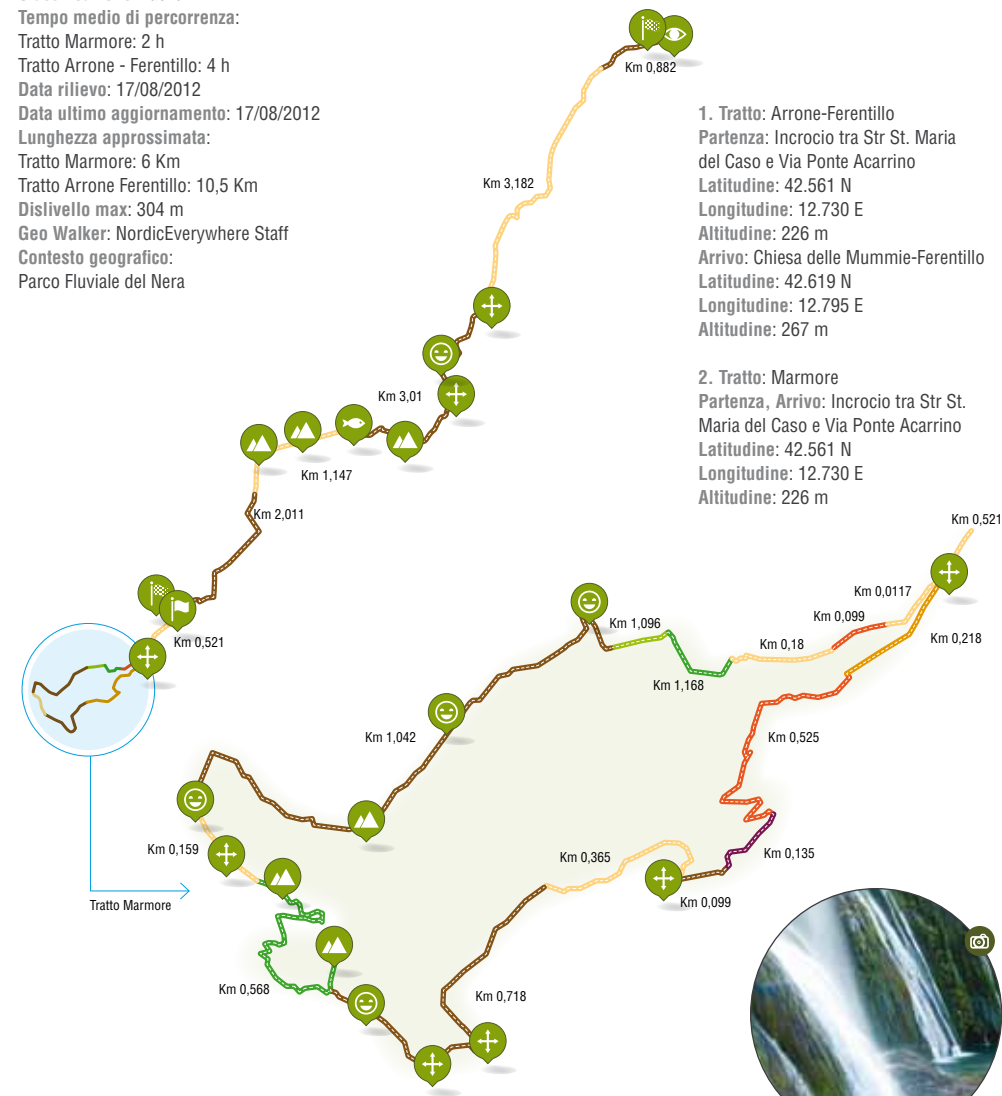 Tempo medio di percorrenza:
Tratto Marmore: 2 h
Tratto Arrone - Ferentillo: 4 h
Data rilievo: 17/08/2012
Data ultimo aggiornamento: 17/08/2012
Lunghezza approssimata:
Tratto Marmore: 6 Km
Tratto Arrone Ferentillo: 10,5 Km
Dislivello max: 304 m
Geo Walker: NordicEverywhere Staff
Contesto geografico:
Parco Fluviale del Nera
1. Tratto: Arrone-Ferentillo
Partenza: Incrocio tra Str St. Maria
del Caso e Via Ponte Acarrino
Latitudine: 42.561 N
Longitudine: 12.730 E
Altitudine: 226 m
Arrivo: Chiesa delle Mummie-Ferentillo
Latitudine: 42.619 N
Longitudine: 12.795 E
Altitudine: 267 m
2. Tratto: Marmore
Partenza, Arrivo: Incrocio tra Str St.
Maria del Caso e Via Ponte Acarrino
Latitudine: 42.561 N
Longitudine: 12.730 E
Altitudine: 226 m
Km 0,882
Km 3,182
Km 3,01
Km 1,147
Km 2,011
Km 0,521
Km 0,521
Km 0,0117
Km 0,099
Km 0,218
Km 1,096
Km 0,18
Km 1,168
Km 1,042
Km 0,525
Km 0,159
Km 0,365
Km 0,135
Km 0,099
Tratto Marmore
Km 0,568
Km 0,718